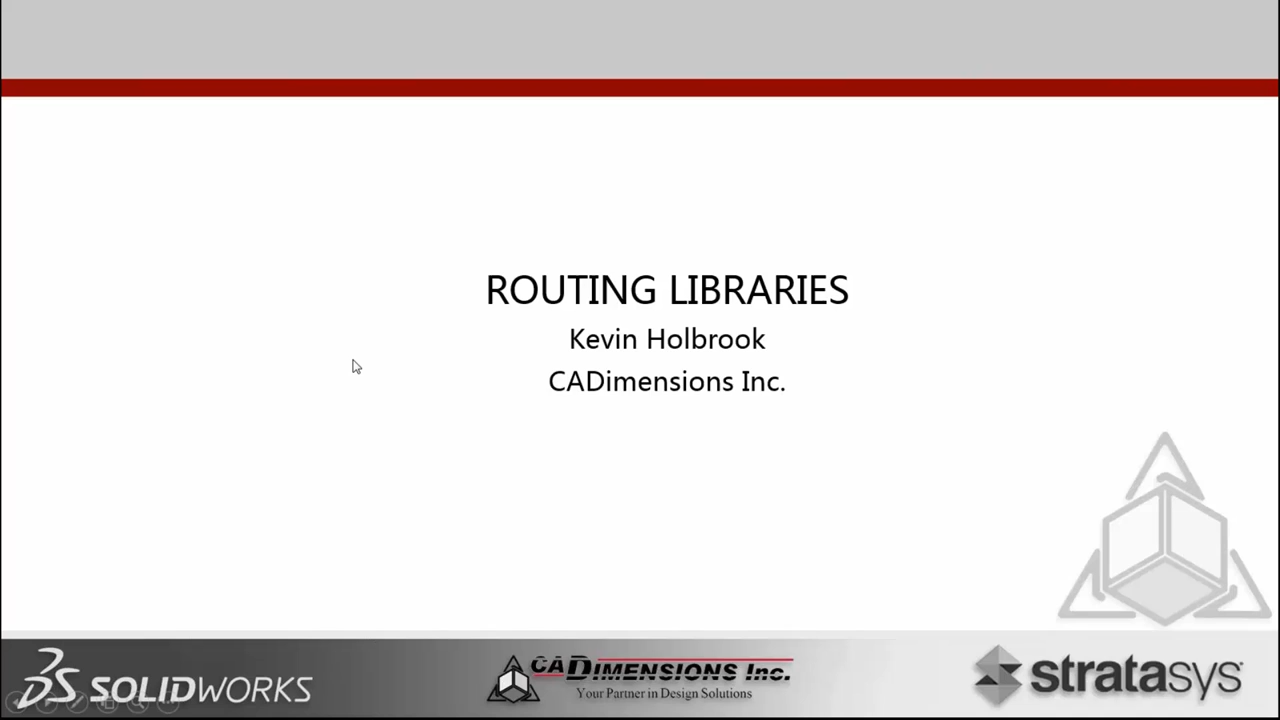 ROUTING LIBRARIES
Kevin Holbrook
CADimensions Inc.
SOLIDWORKS
CADIMENSIONS Inc.
Your Partner in Design Solutions
stratasys